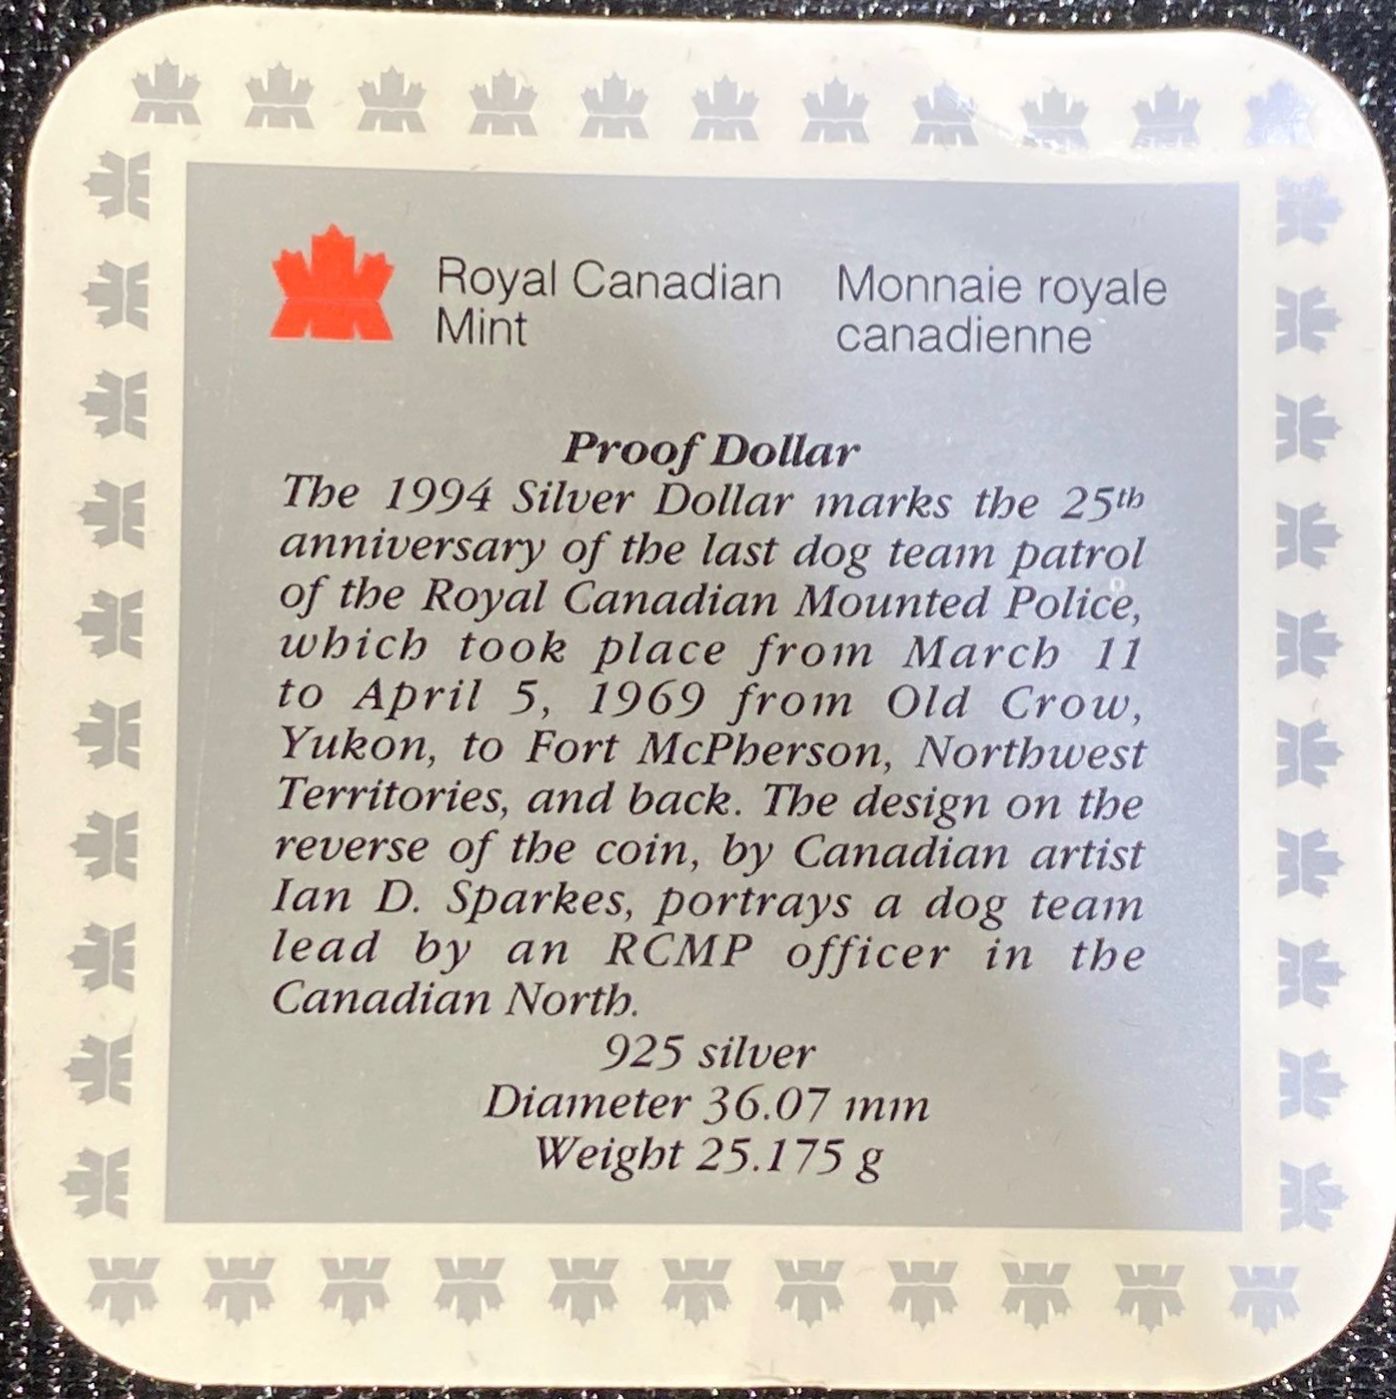 Royal Canadian Mint
Monnaie royale canadienne
Proof Dollar
The 1994 Silver Dollar marks the 25th
anniversary of the last dog team patrol
of the Royal Canadian Mounted Police,
which took place from March 11
to April 5, 1969 from Old Crow,
Yukon, to Fort McPherson, Northwest
Territories, and back. The design on the
reverse of the coin, by Canadian artist
Ian D. Sparkes, portrays a dog team
lead by an RCMP officer in the
Canadian North.
925 silver
Diameter 36.07 mm
Weight 25.175 g